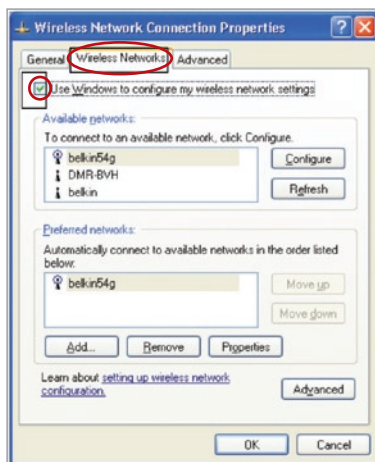 Wireless Network Connection Properties
General Wireless Networks Advanced
Use Windows to configure my wireless network settings
Available networks:
To connect to an available network, click Configure.
belkin54g
DMR-BVH
belkin
Configure
Refresh
Preferred networks:
Automatically connect to available networks in the order listed
below:
belkin54g
Move up
Move down
Add... Remove Properties
Learn about setting up wireless network
configuration.
Advanced
OK Cancel